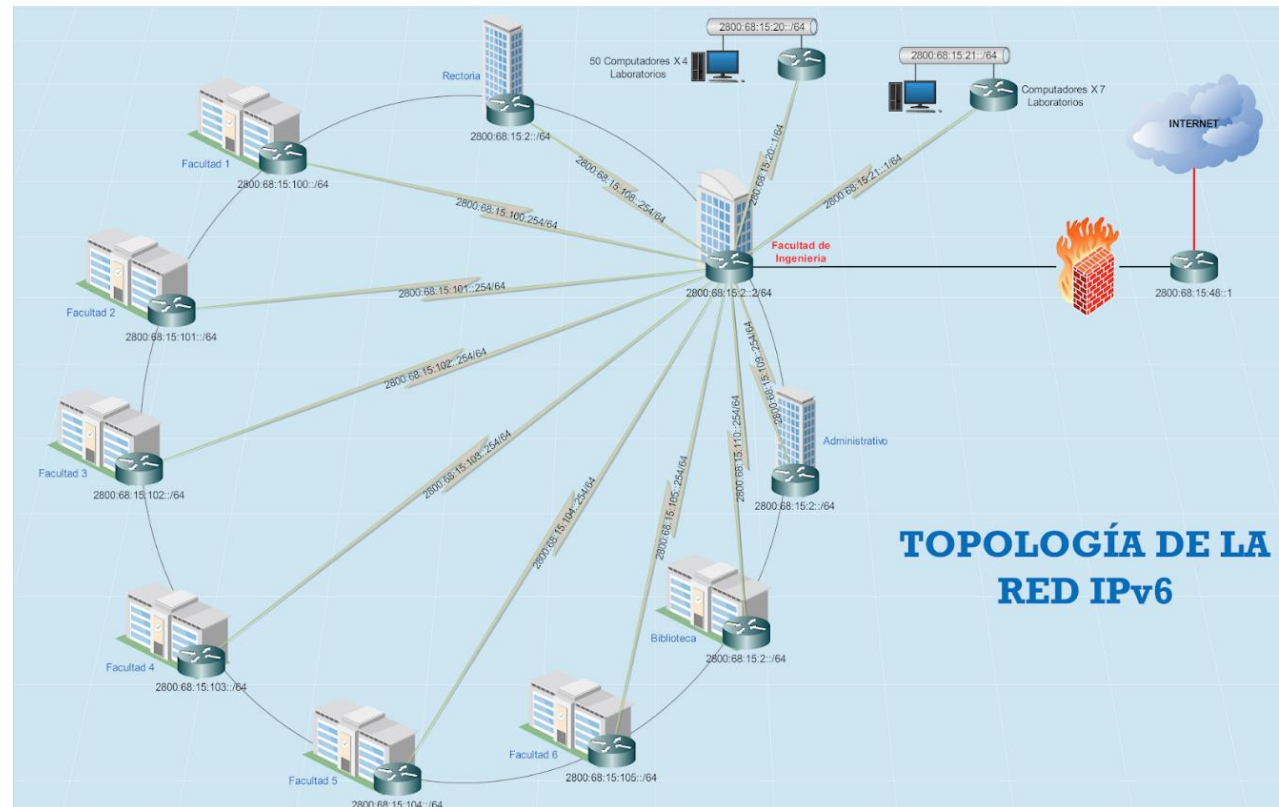 2800:68:15:20::/64
50 Computadores X 4
Laboratorios
2800:68:15:21::/64
Computadores X 7
Laboratorios
INTERNET
Rectoria
2800:68:15:2::/64
Facultad 1
2800:68:15:100::/64
2800:68:15:108::254/64
2800:68:15:20::1/64
2800:68:15:21::1/64
2800:68:15:100:254/64
Facultad de
Ingenieria
2800:68:15:2::2/64
2800:68:15:48::1
2800:68:15:101::254/64
Facultad 2
2800:68:15:101::/64
2800:68:15:102::254/64
2800:68:15:109::254/64
Facultad 3
2800:68:15:102::/64
2800:68:15:103::254/64
2800:68:15:104::254/64
2800:68:15:105::254/64
2800:68:15:110::254/64
Administrativo
2800:68:15:2::/64
TOPOLOGÍA DE LA
RED IPv6
Biblioteca
2800:68:15:2::/64
Facultad 4
2800:68:15:103::/64
Facultad 6
2800:68:15:105::/64
Facultad 5
2800:68:15:104::/64